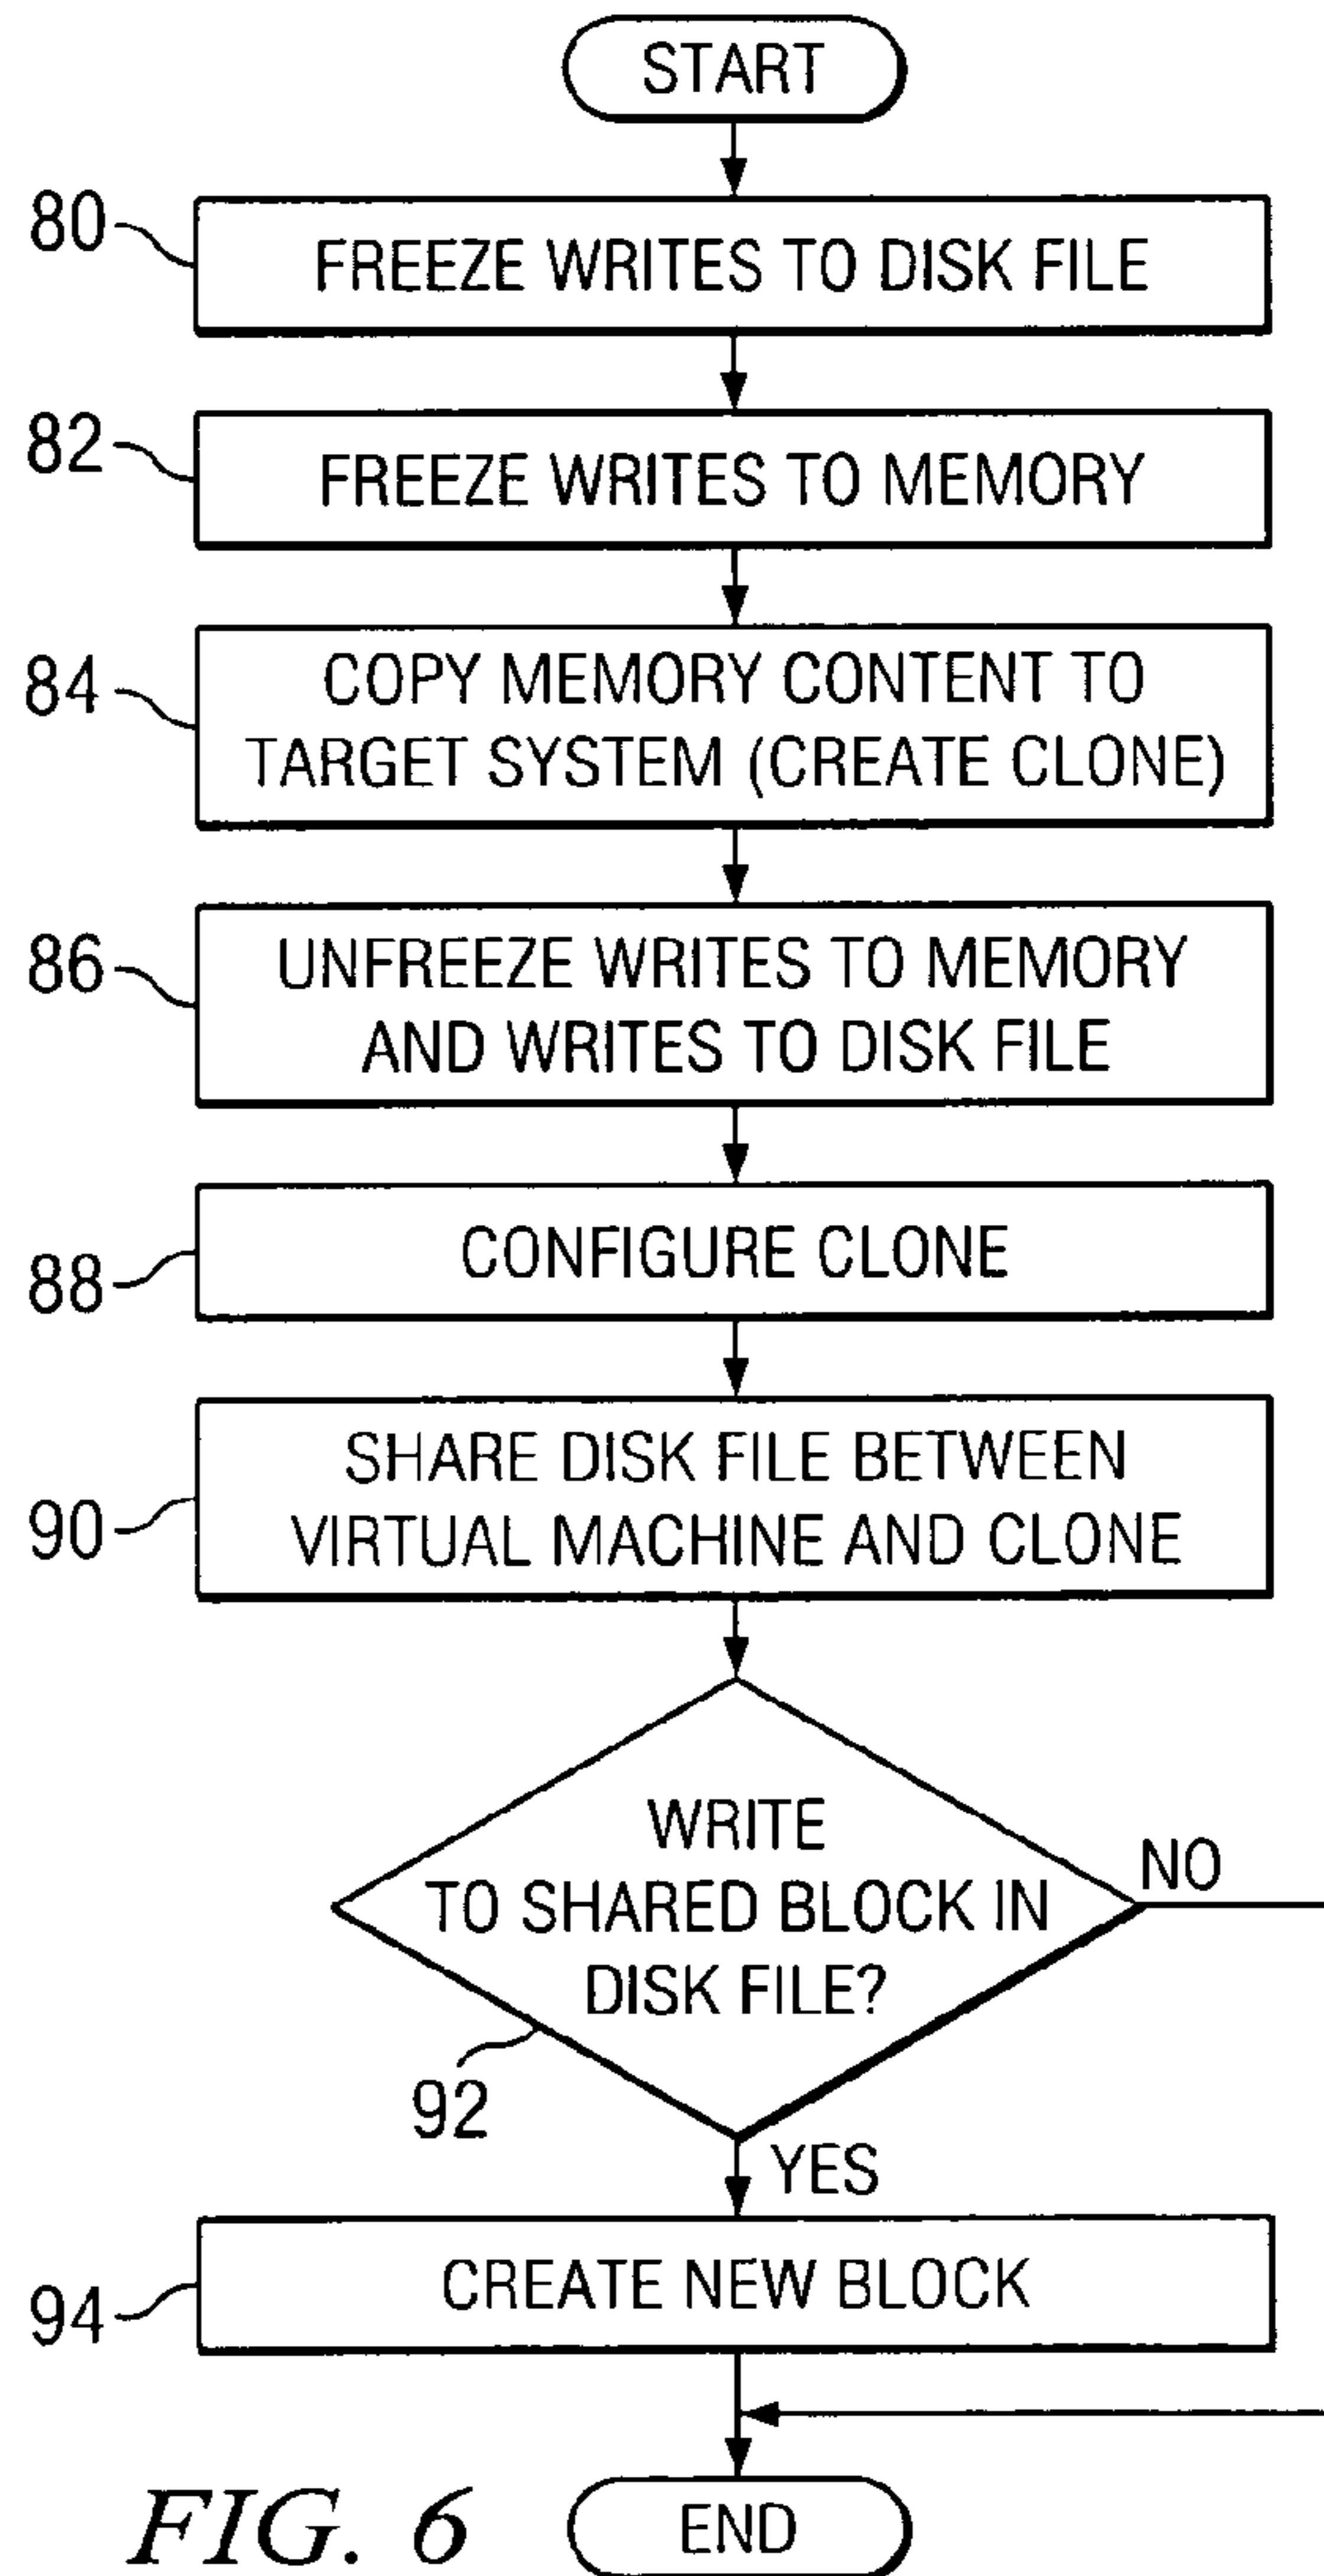 START
80
FREEZE WRITES TO DISK FILE
82
FREEZE WRITES TO MEMORY
84
COPY MEMORY CONTENT TO
TARGET SYSTEM (CREATE CLONE)
86
UNFREEZE WRITES TO MEMORY
AND WRITES TO DISK FILE
88
CONFIGURE CLONE
90
SHARE DISK FILE BETWEEN
VIRTUAL MACHINE AND CLONE
WRITE
TO SHARED BLOCK IN
DISK FILE?
NO
92
YES
94
CREATE NEW BLOCK
FIG. 6
END